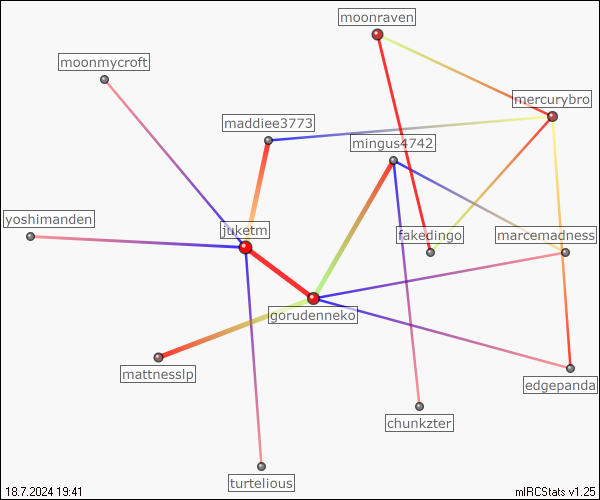 moonraven
moonmycroft
mercurybro
maddiee3773
mingus4742
yoshimanden
juketm
fakedingo
marcemadness
gorudenneko
mattnesslp
edgepanda
chunkzter
turtelious
18.7.2024 19:41
mIRCStats v1.25